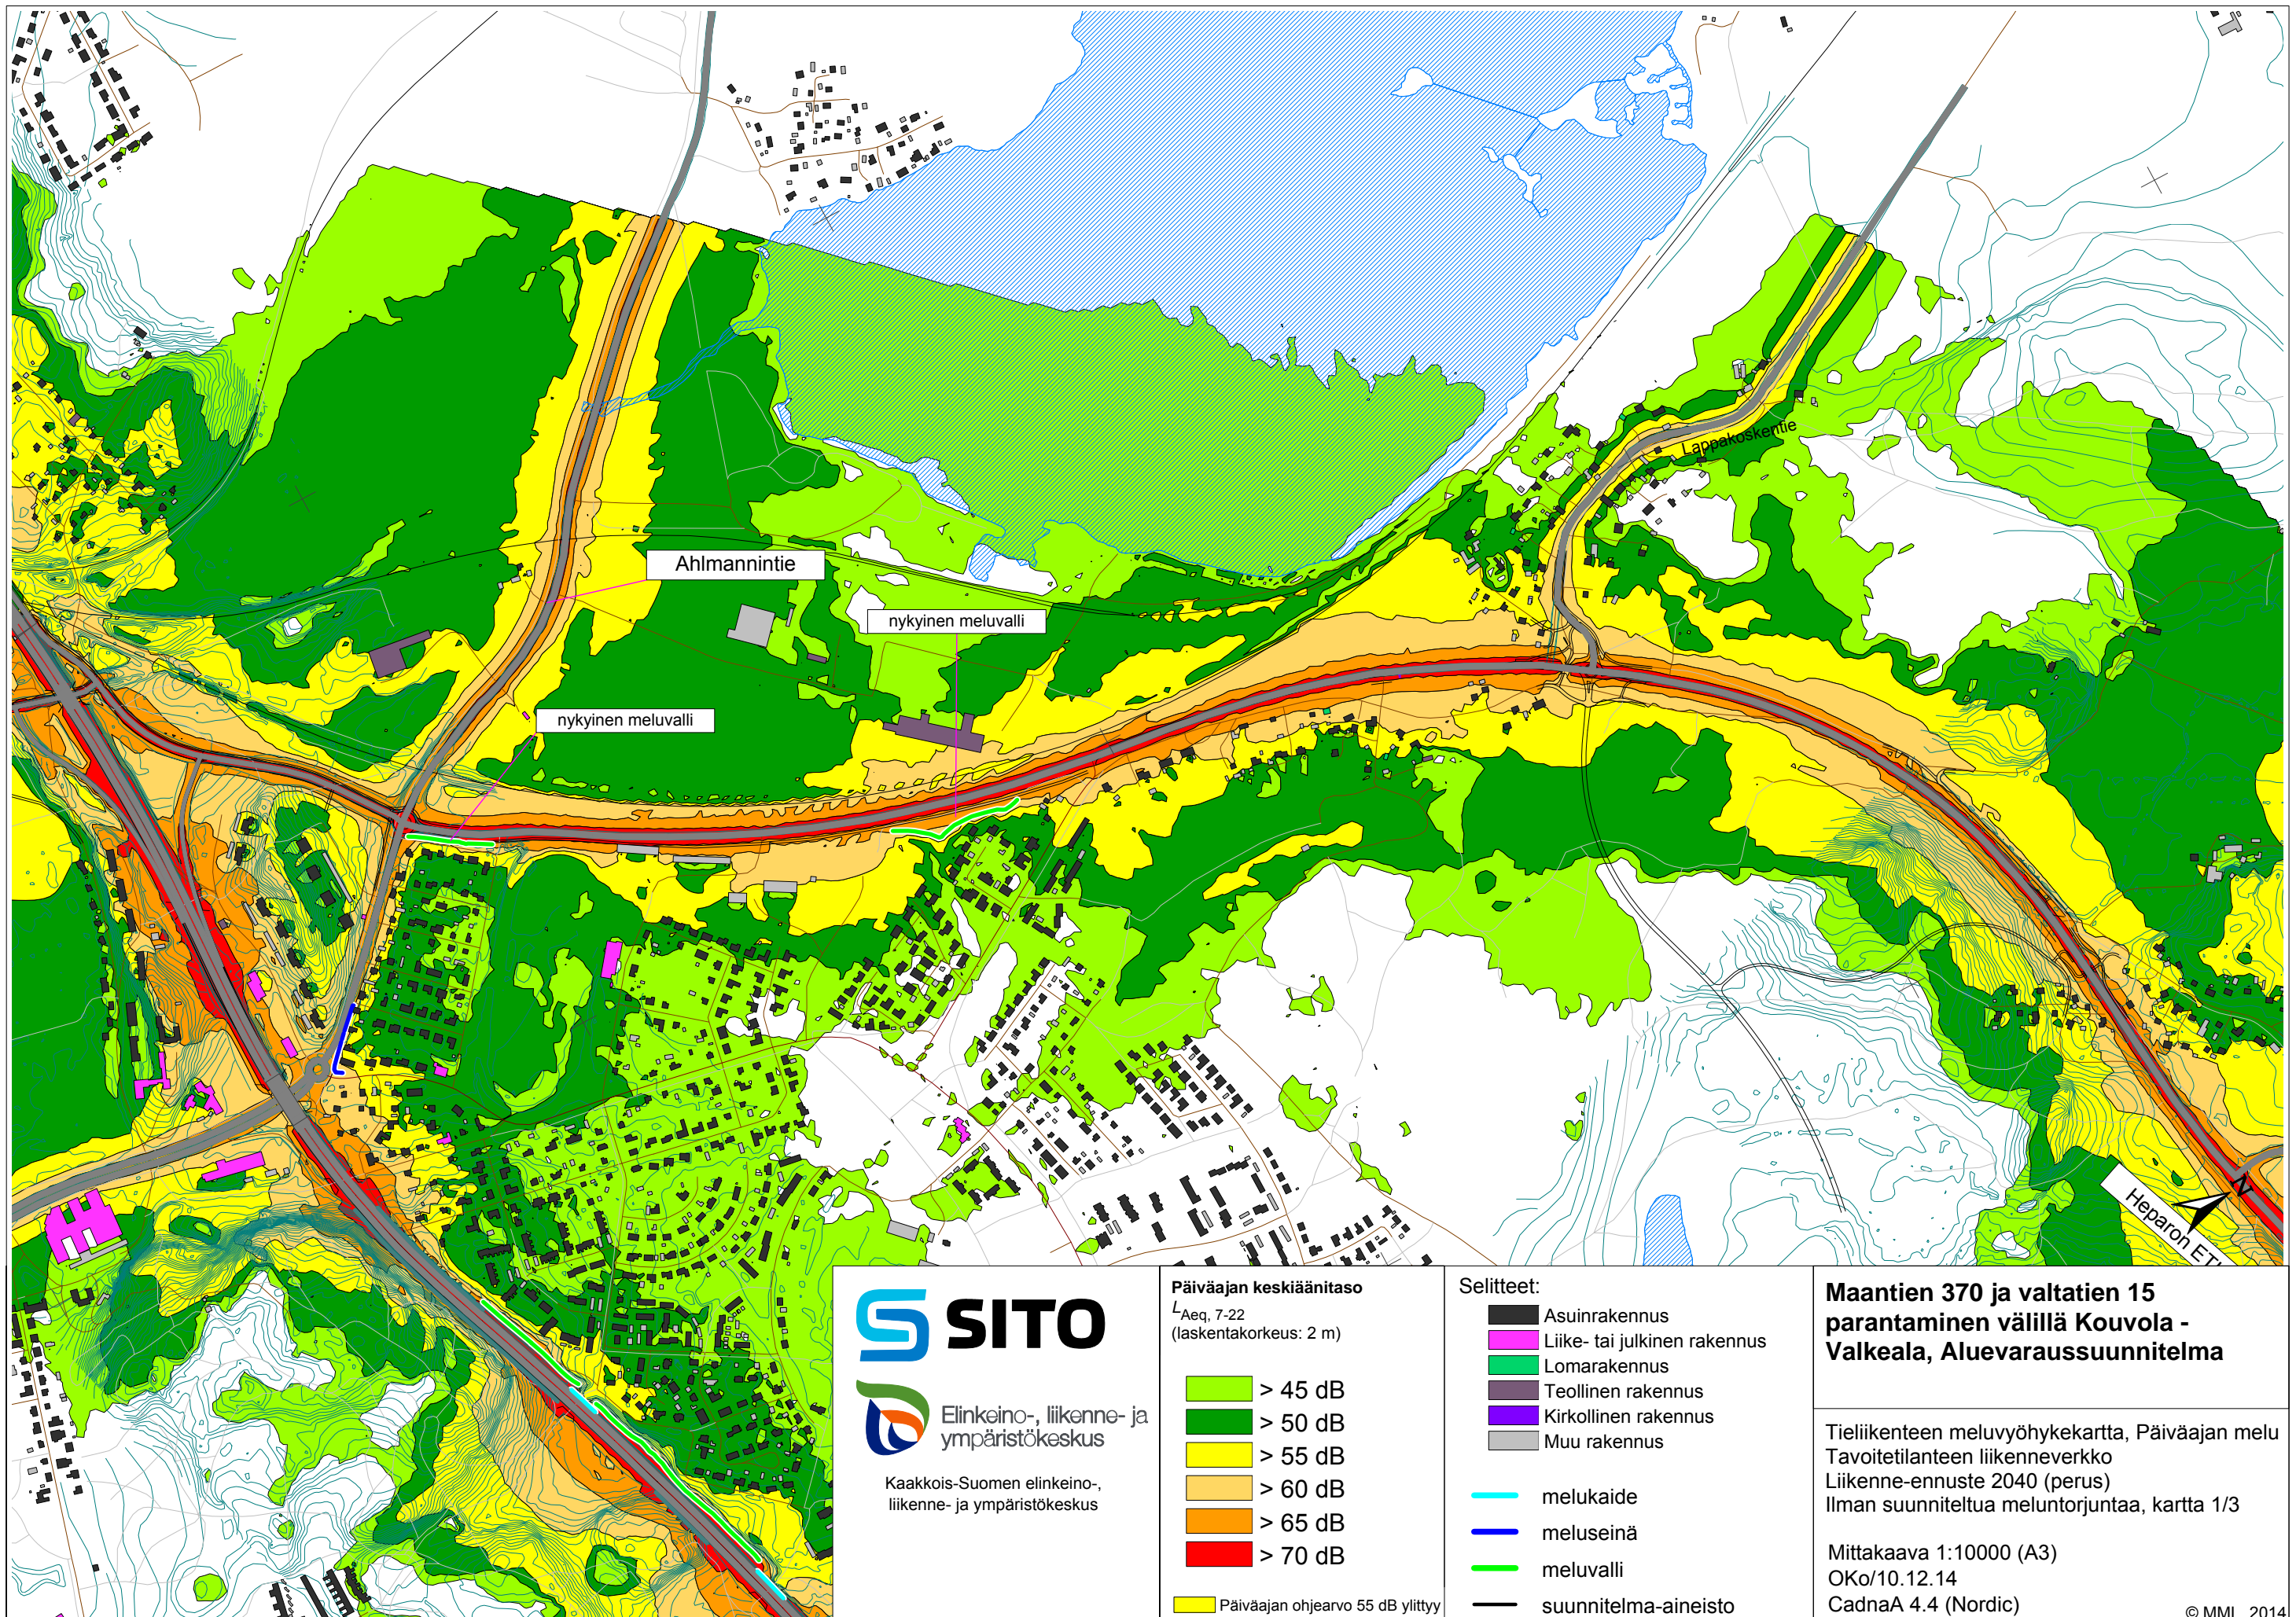 Lappakoskentie
Ahlmannintie
nykyinen meluvalli
nykyinen meluvalli
N
Heparon
SITO
Elinkeino-, liikenne- ja
ympäristökeskus
Kaakkois-Suomen elinkeino-,
liikenne- ja ympäristökeskus
Päiväajan keskiäänitaso
LAeq, 7-22
(laskentakorkeus: 2 m)
> 45 dB
> 50 dB
> 55 dB
> 60 dB
> 65 dB
> 70 dB
Päiväajan ohjearvo 55 dB ylittyy
Selitteet:
Asuinrakennus
Liike- tai julkinen rakennus
Lomarakennus
Teollinen rakennus
Kirkollinen rakennus
Muu rakennus
melukaide
meluseinä
meluvalli
suunnitelma-aineisto
Maantien 370 ja valtatien 15
parantaminen välillä Kouvola -
Valkeala, Aluevaraussuunnitelma
Tieliikenteen meluvyöhykekartta, Päiväajan melu
Tavoitetilanteen liikenneverkko
Liikenne-ennuste 2040 (perus)
Ilman suunniteltua meluntorjuntaa, kartta 1/3
Mittakaava 1:10000 (A3)
OKo/10.12.14
CadnaA 4.4 (Nordic)
© MML, 2014